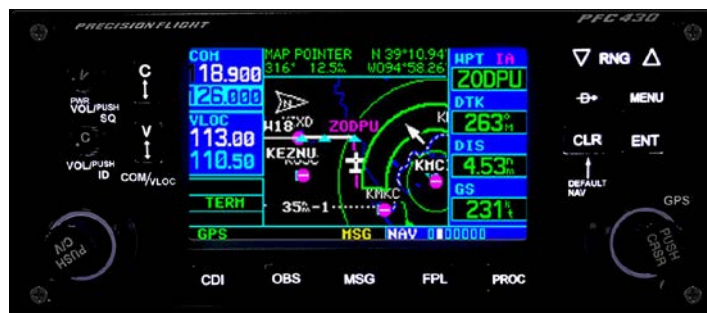 PRECISION FLIGHT
PFC 430
COM
118.900
126.000
VLOC
113.00
110.50
TERM
GPS
MAP POINTER N 39°10.94'
316° 12.5 W094°58.26'
N
ZODPU
KEZNU
KMKC
35-1
MSG
NAV
WPT IA
ZODPU
DTK
263°M
DIS
4.53
GS
231
C
V
COM/VLOC
PWR
VOL/PUSH
SQ
C
VOL/PUSH
ID
RNG
MENU
CLR
ENT
DEFAULT
NAV
GPS
PUSH
C/V
PUSH
CRSR
CDI
OBS
MSG
FPL
PROC